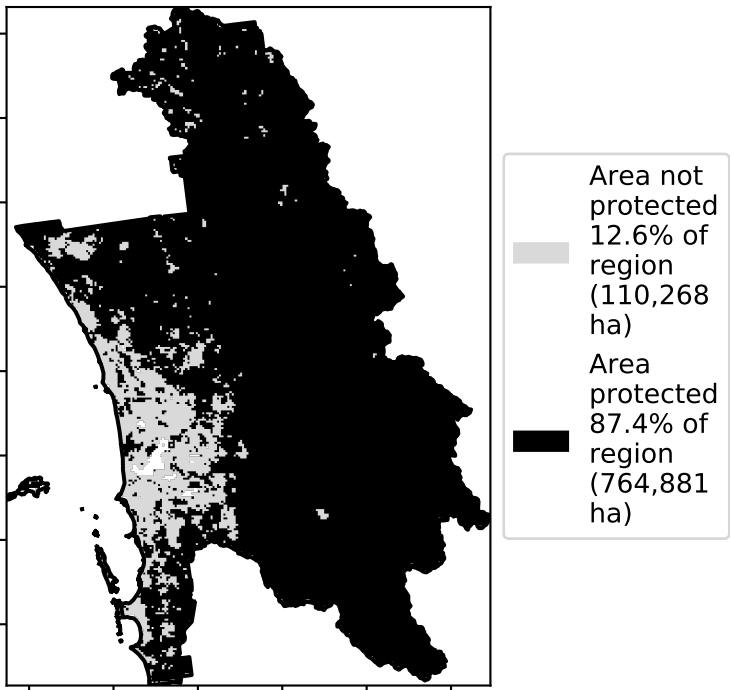 Area not
protected
12.6% of
region
(110,268
ha)
Area
protected
87.4% of
region
(764,881
ha)